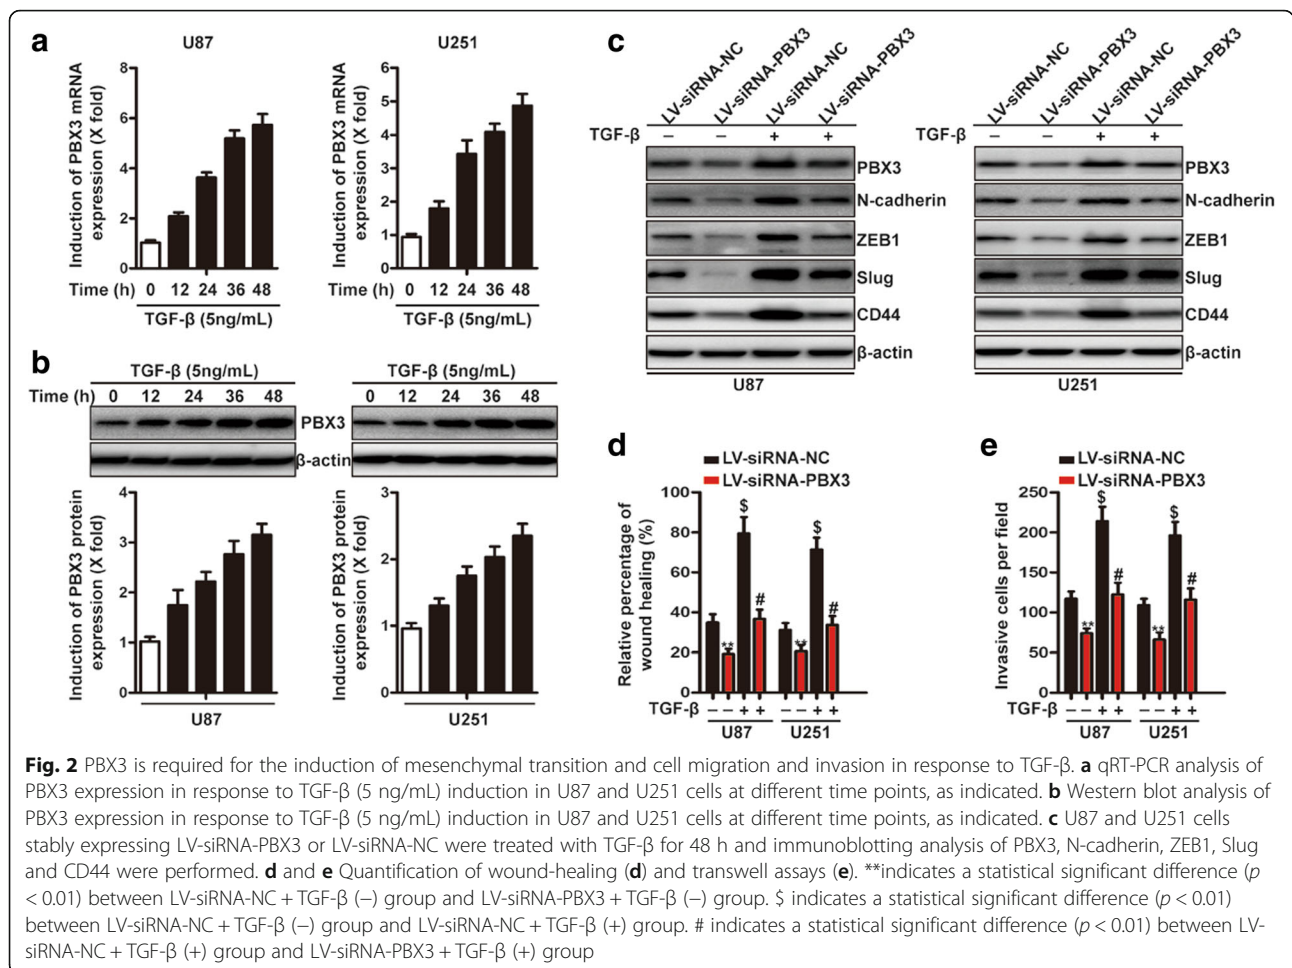 a
U87
U251
Induction of PBX3 mRNA
expression (X fold)
8
6
4
2
0
Time (h) 0 12 24 36 48
TGF-β (5ng/mL)
Induction of PBX3 mRNA
expression (X fold)
6
5
4
3
2
1
0
Time (h) 0 12 24 36 48
TGF-β (5ng/mL)
b
TGF-β (5ng/mL)
TGF-β (5ng/mL)
Time (h) 0 12 24 36 48
0 12 24 36 48
PBX3
β-actin
Induction of PBX3 protein
expression (X fold)
4
3
2
1
0
U87
Induction of PBX3 protein
expression (X fold)
3
2
1
0
U251
c
LV-siRNA-NC
LV-siRNA-PBX3
LV-siRNA-NC
LV-siRNA-PBX3
TGF-β – – + +
PBX3
N-cadherin
ZEB1
Slug
CD44
β-actin
U87
LV-siRNA-NC
LV-siRNA-PBX3
LV-siRNA-NC
LV-siRNA-PBX3
TGF-β – – + +
PBX3
N-cadherin
ZEB1
Slug
CD44
β-actin
U251
d
LV-siRNA-NC
LV-siRNA-PBX3
Relative percentage of
wound healing (%)
100
80
60
40
20
0
** $ # ** $ #
TGF-β – – + + – – + +
U87 U251
e
LV-siRNA-NC
LV-siRNA-PBX3
Invasive cells per field
250
200
150
100
50
0
** $ # ** $ #
TGF-β – – + + – – + +
U87 U251
Fig. 2 PBX3 is required for the induction of mesenchymal transition and cell migration and invasion in response to TGF-β. a qRT-PCR analysis of
PBX3 expression in response to TGF-β (5 ng/mL) induction in U87 and U251 cells at different time points, as indicated. b Western blot analysis of
PBX3 expression in response to TGF-β (5 ng/mL) induction in U87 and U251 cells at different time points, as indicated. c U87 and U251 cells
stably expressing LV-siRNA-PBX3 or LV-siRNA-NC were treated with TGF-β for 48 h and immunoblotting analysis of PBX3, N-cadherin, ZEB1, Slug
and CD44 were performed. d and e Quantification of wound-healing (d) and transwell assays (e). **indicates a statistical significant difference (p
< 0.01) between LV-siRNA-NC + TGF-β (−) group and LV-siRNA-PBX3 + TGF-β (−) group. $ indicates a statistical significant difference (p < 0.01)
between LV-siRNA-NC + TGF-β (−) group and LV-siRNA-NC + TGF-β (+) group. # indicates a statistical significant difference (p < 0.01) between LV-
siRNA-NC + TGF-β (+) group and LV-siRNA-PBX3 + TGF-β (+) group